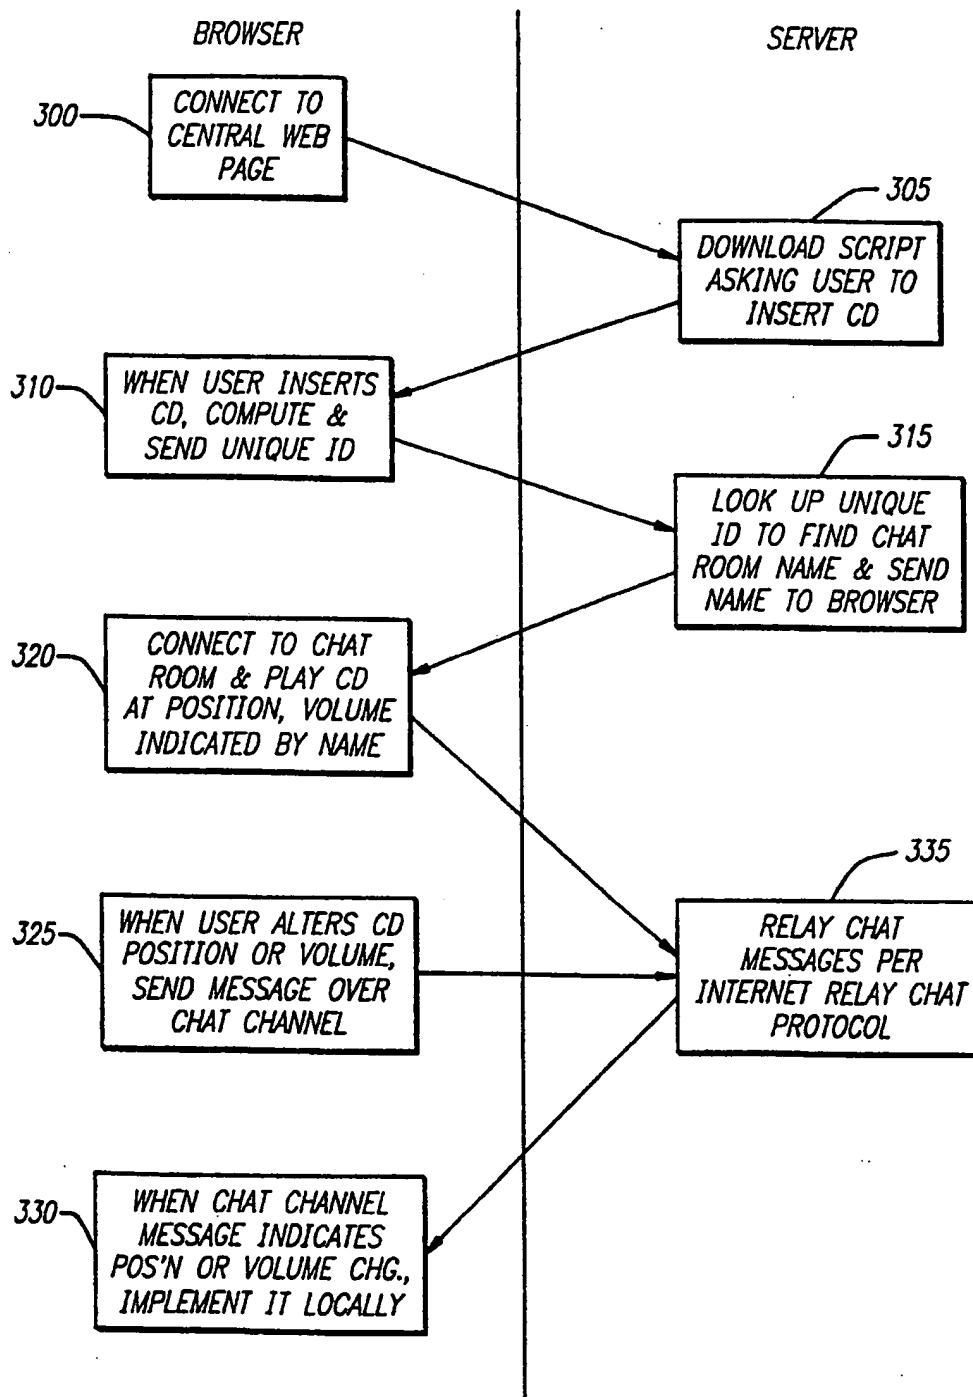 BROWSER
SERVER
300
CONNECT TO
CENTRAL WEB
PAGE
305
DOWNLOAD SCRIPT
ASKING USER TO
INSERT CD
310
WHEN USER INSERTS
CD, COMPUTE &
SEND UNIQUE ID
315
LOOK UP UNIQUE
ID TO FIND CHAT
ROOM NAME & SEND
NAME TO BROWSER
320
CONNECT TO CHAT
ROOM & PLAY CD
AT POSITION, VOLUME
INDICATED BY NAME
325
WHEN USER ALTERS CD
POSITION OR VOLUME,
SEND MESSAGE OVER
CHAT CHANNEL
335
RELAY CHAT
MESSAGES PER
INTERNET RELAY CHAT
PROTOCOL
330
WHEN CHAT CHANNEL
MESSAGE INDICATES
POS'N OR VOLUME CHG.,
IMPLEMENT IT LOCALLY